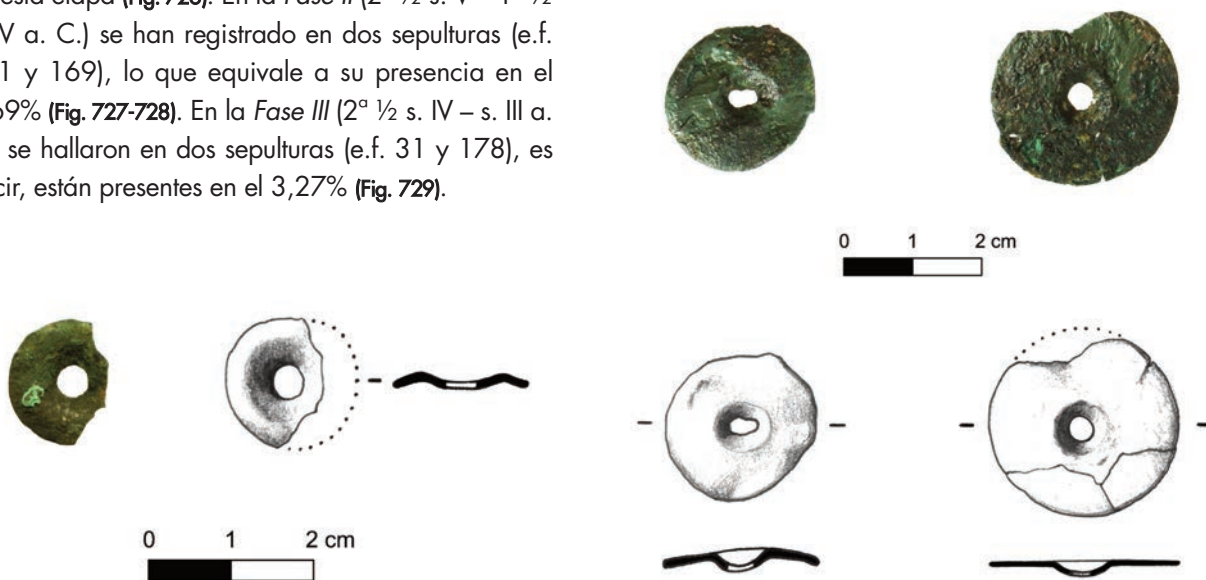 esta etapa (Fig. 726). En la Fase II (2ª ½ s. V – 1ª ½
V a. C.) se han registrado en dos sepulturas (e.f.
1 y 169), lo que equivale a su presencia en el
69% (Fig. 727-728). En la Fase III (2ª ½ s. IV – s. III a.
se hallaron en dos sepulturas (e.f. 31 y 178), es
cir, están presentes en el 3,27% (Fig. 729).
0 1 2 cm
0 1 2 cm